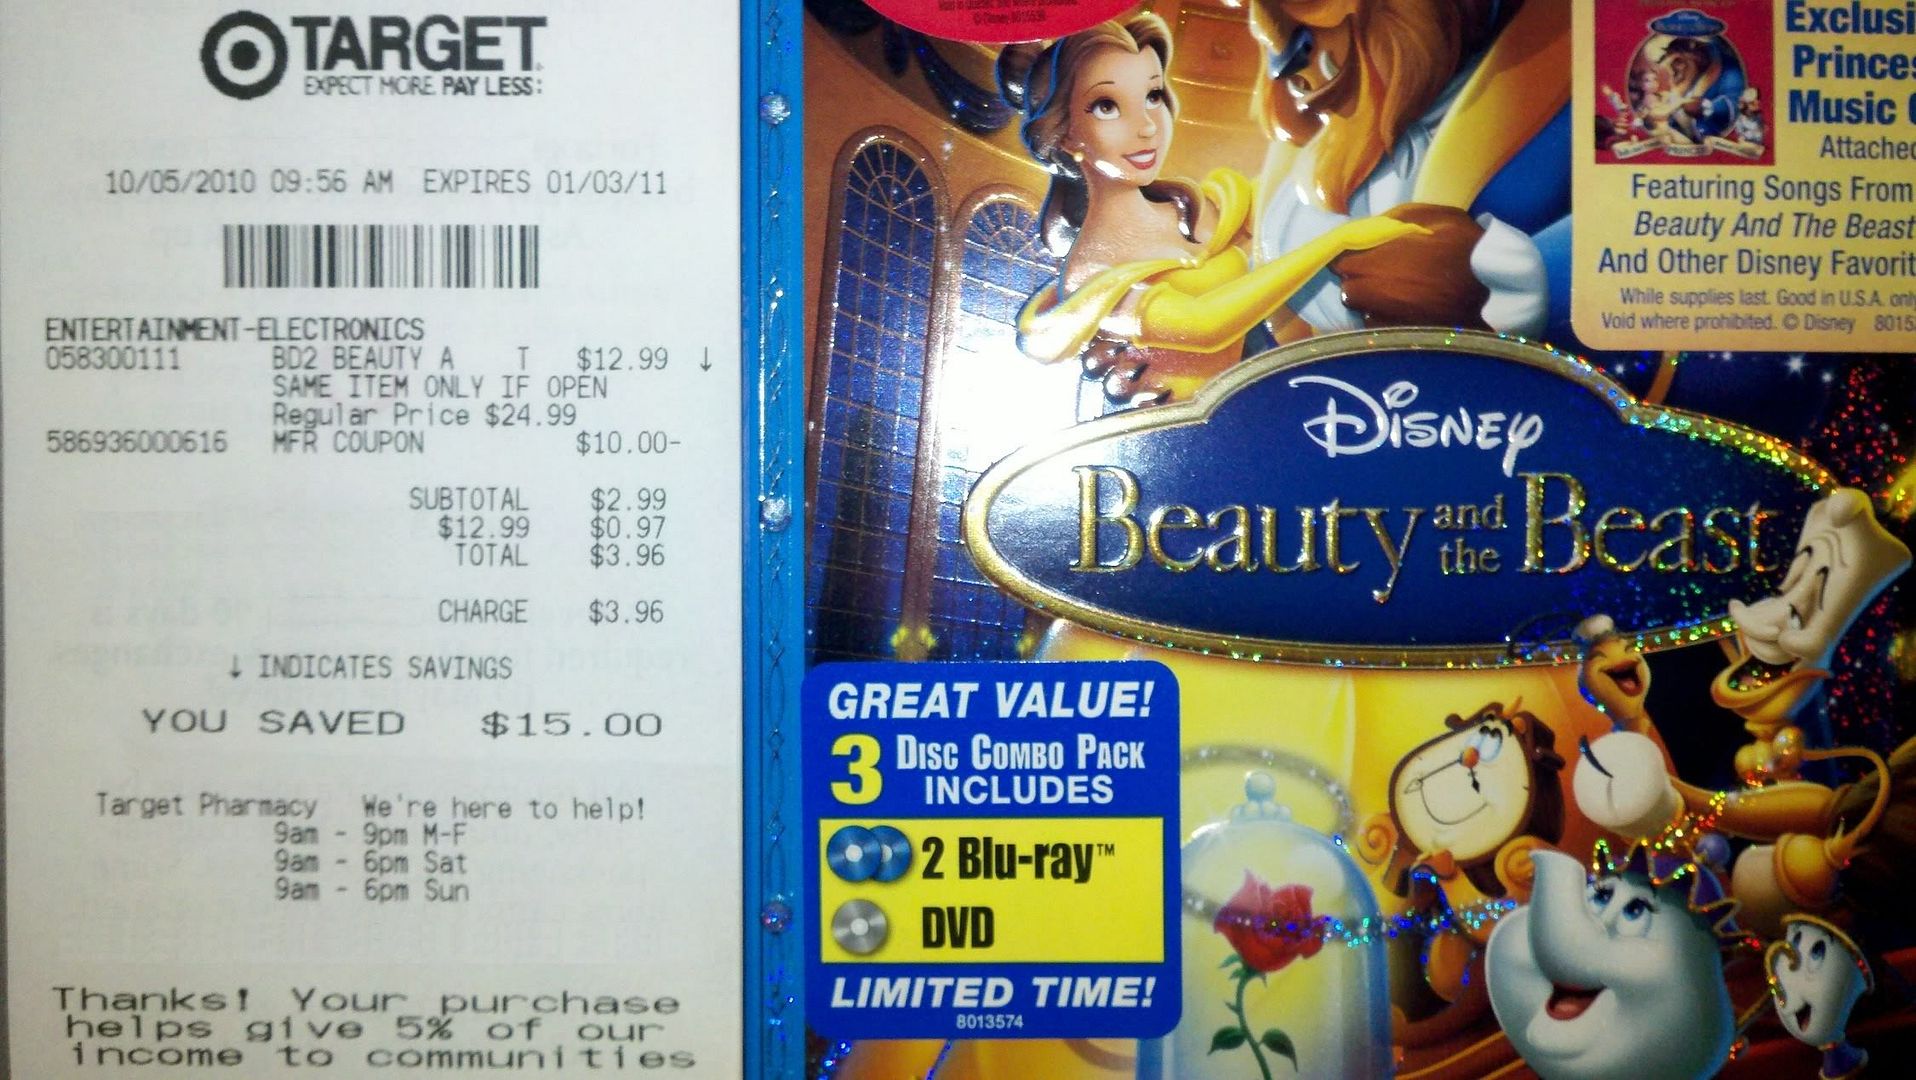 TARGET
EXPECT MORE. PAY LESS:
10/05/2010 09:56 AM EXPIRES 01/03/11
ENTERTAINMENT-ELECTRONICS
058300111 BD2 BEAUTY A T $12.99 ↓
SAME ITEM ONLY IF OPEN
Regular Price $24.99
586936000616 MFR COUPON $10.00-
SUBTOTAL $2.99
$12.99 $0.97
TOTAL $3.96
CHARGE $3.96
↓ INDICATES SAVINGS
YOU SAVED $15.00
Target Pharmacy We're here to help!
9am - 9pm M-F
9am - 6pm Sat
9am - 6pm Sun
Thanks! Your purchase
helps give 5% of our
income to communities
Exclusi
Princes
Music
Attached
Featuring Songs From
Beauty And The Beast
And Other Disney Favorit
While supplies last. Good in U.S.A. only
Void where prohibited. © Disney 8015
Disney
Beauty and the Beast
GREAT VALUE!
3 DISC COMBO PACK
INCLUDES
2 Blu-ray™
DVD
LIMITED TIME!
8013574